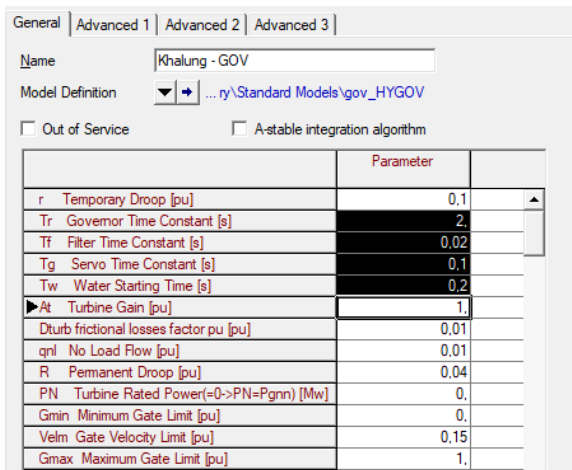 General Advanced 1 Advanced 2 Advanced 3
Name Khalung - GOV
Model Definition ... ry\Standard Models\gov_HYGOV
Out of Service A-stable integration algorithm
Parameter
r Temporary Droop [pu] 0,1
Tr Governor Time Constant [s] 2,
Tf Filter Time Constant [s] 0,02
Tg Servo Time Constant [s] 0,1
Tw Water Starting Time [s] 0,2
At Turbine Gain [pu] 1,
Dturb frictional losses factor pu [pu] 0,01
qnl No Load Flow [pu] 0,01
R Permanent Droop [pu] 0,04
PN Turbine Rated Power(=0->PN=Pgnn) [Mw] 0,
Gmin Minimum Gate Limit [pu] 0,
Velm Gate Velocity Limit [pu] 0,15
Gmax Maximum Gate Limit [pu] 1,